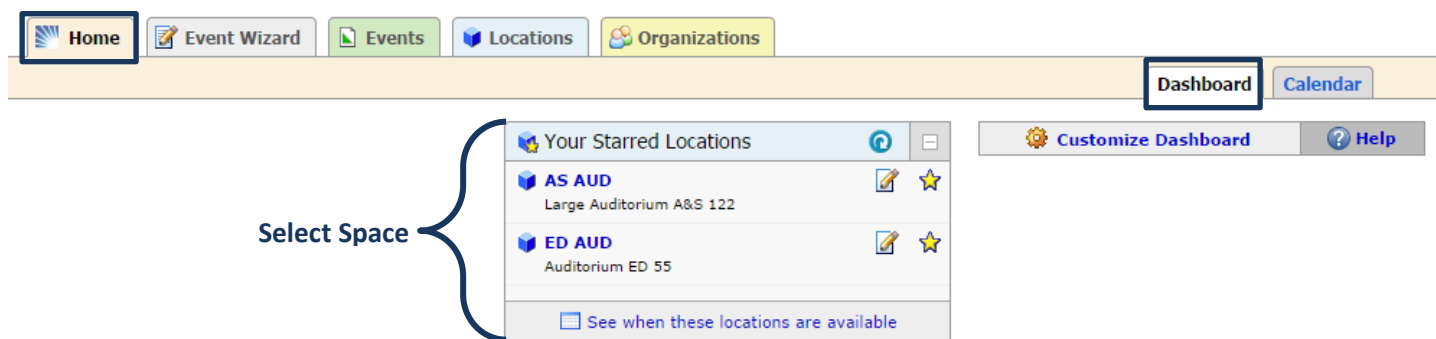 Home Event Wizard Events Locations Organizations
Dashboard Calendar
Your Starred Locations
Customize Dashboard Help
AS AUD
Large Auditorium A&S 122
Select Space
ED AUD
Auditorium ED 55
See when these locations are available